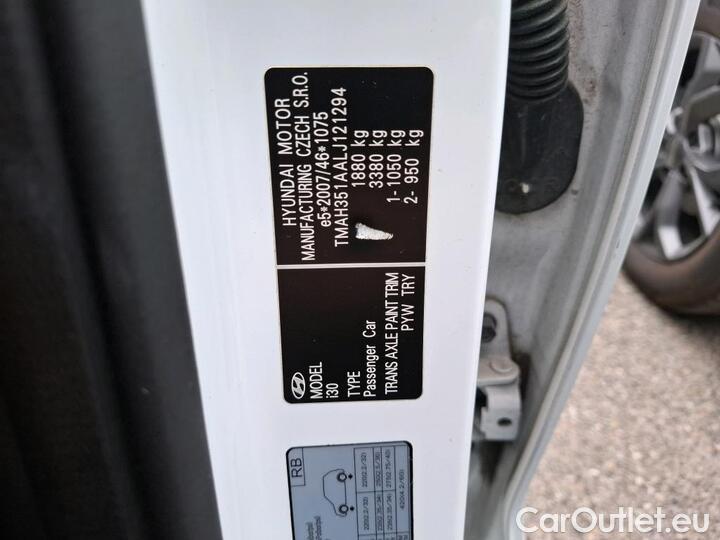 HYUNDAI MOTOR
MANUFACTURING CZECH S.R.O.
e5*2007/46*1075
TMAH351AALJ121294
1880 kg
3380 kg
1- 1050 kg
2- 950 kg
MODEL
i30
TYPE
Passenger Car
TRANS AXLE PAINT TRIM
PYW TRY
RB
CarOutlet.eu